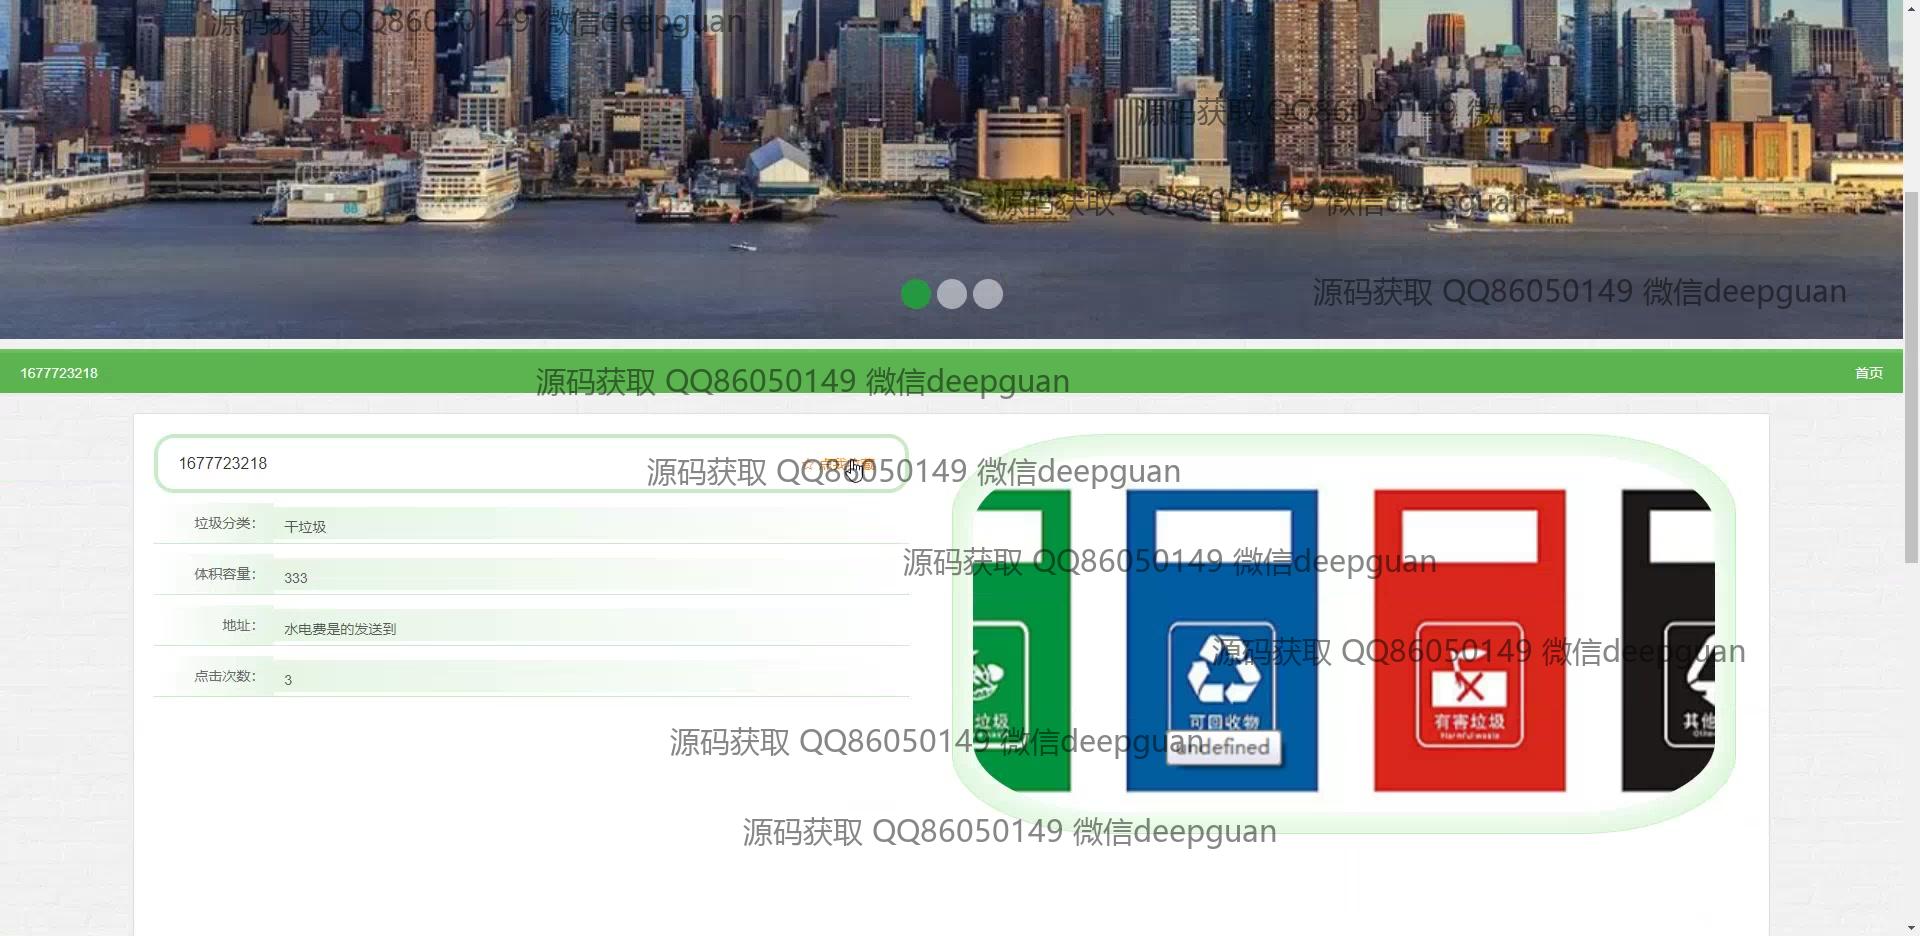 源码获取 QQ86050149 微信deepguan
源码获取 QQ86050149 微信deepguan
源码获取 QQ86050149 微信deepguan
88
源码获取 QQ86050149 微信deepguan
1677723218
首页
源码获取 QQ86050149 微信deepguan
1677723218
☆ 点我收藏
源码获取 QQ86050149 微信deepguan
垃圾分类：
干垃圾
源码获取 QQ86050149 微信deepguan
体积容量：
333
地址：
水电费是的发送到
源码获取 QQ86050149 微信deepguan
点击次数：
3
垃圾
可回收物
有害垃圾
Harmful waste
其他
源码获取 QQ86050149 微信deepguan
undefined
源码获取 QQ86050149 微信deepguan